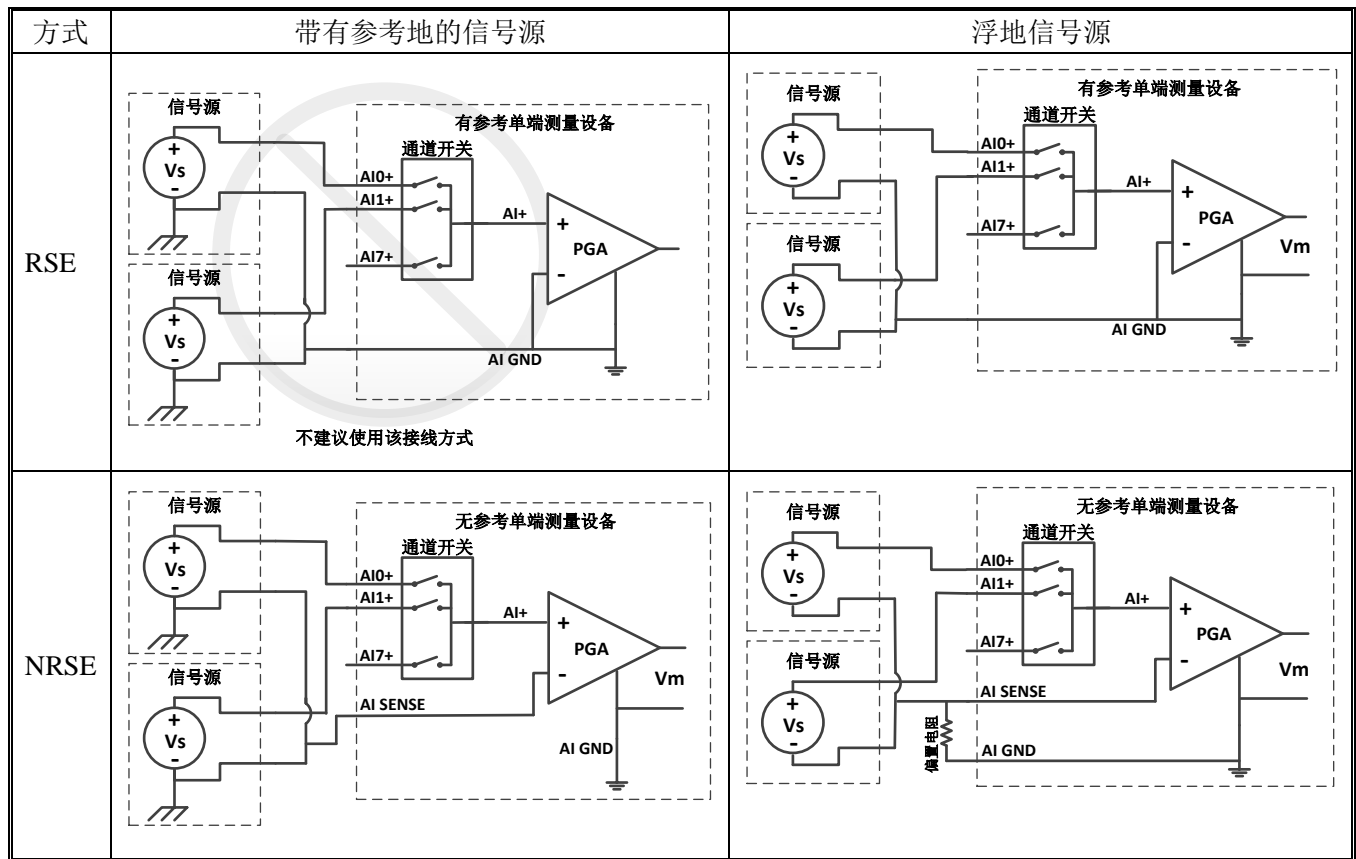 方式
带有参考地的信号源
浮地信号源
RSE
信号源
+
Vs
-
信号源
+
Vs
-
有参考单端测量设备
通道开关
AI0+
AI1+
AI7+
AI+
+
PGA
-
AI GND
不建议使用该接线方式
信号源
+
Vs
-
信号源
+
Vs
-
有参考单端测量设备
通道开关
AI0+
AI1+
AI7+
AI+
+
PGA
-
Vm
AI GND
NRSE
信号源
+
Vs
-
信号源
+
Vs
-
无参考单端测量设备
通道开关
AI0+
AI1+
AI7+
AI+
+
PGA
-
Vm
AI SENSE
AI GND
信号源
+
Vs
-
信号源
+
Vs
-
无参考单端测量设备
通道开关
AI0+
AI1+
AI7+
AI+
+
PGA
-
Vm
AI SENSE
偏置电阻
AI GND